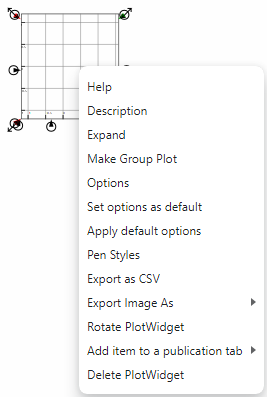 Help
Description
Expand
Make Group Plot
Options
Set options as default
Apply default options
Pen Styles
Export as CSV
Export Image As
Rotate PlotWidget
Add item to a publication tab
Delete PlotWidget